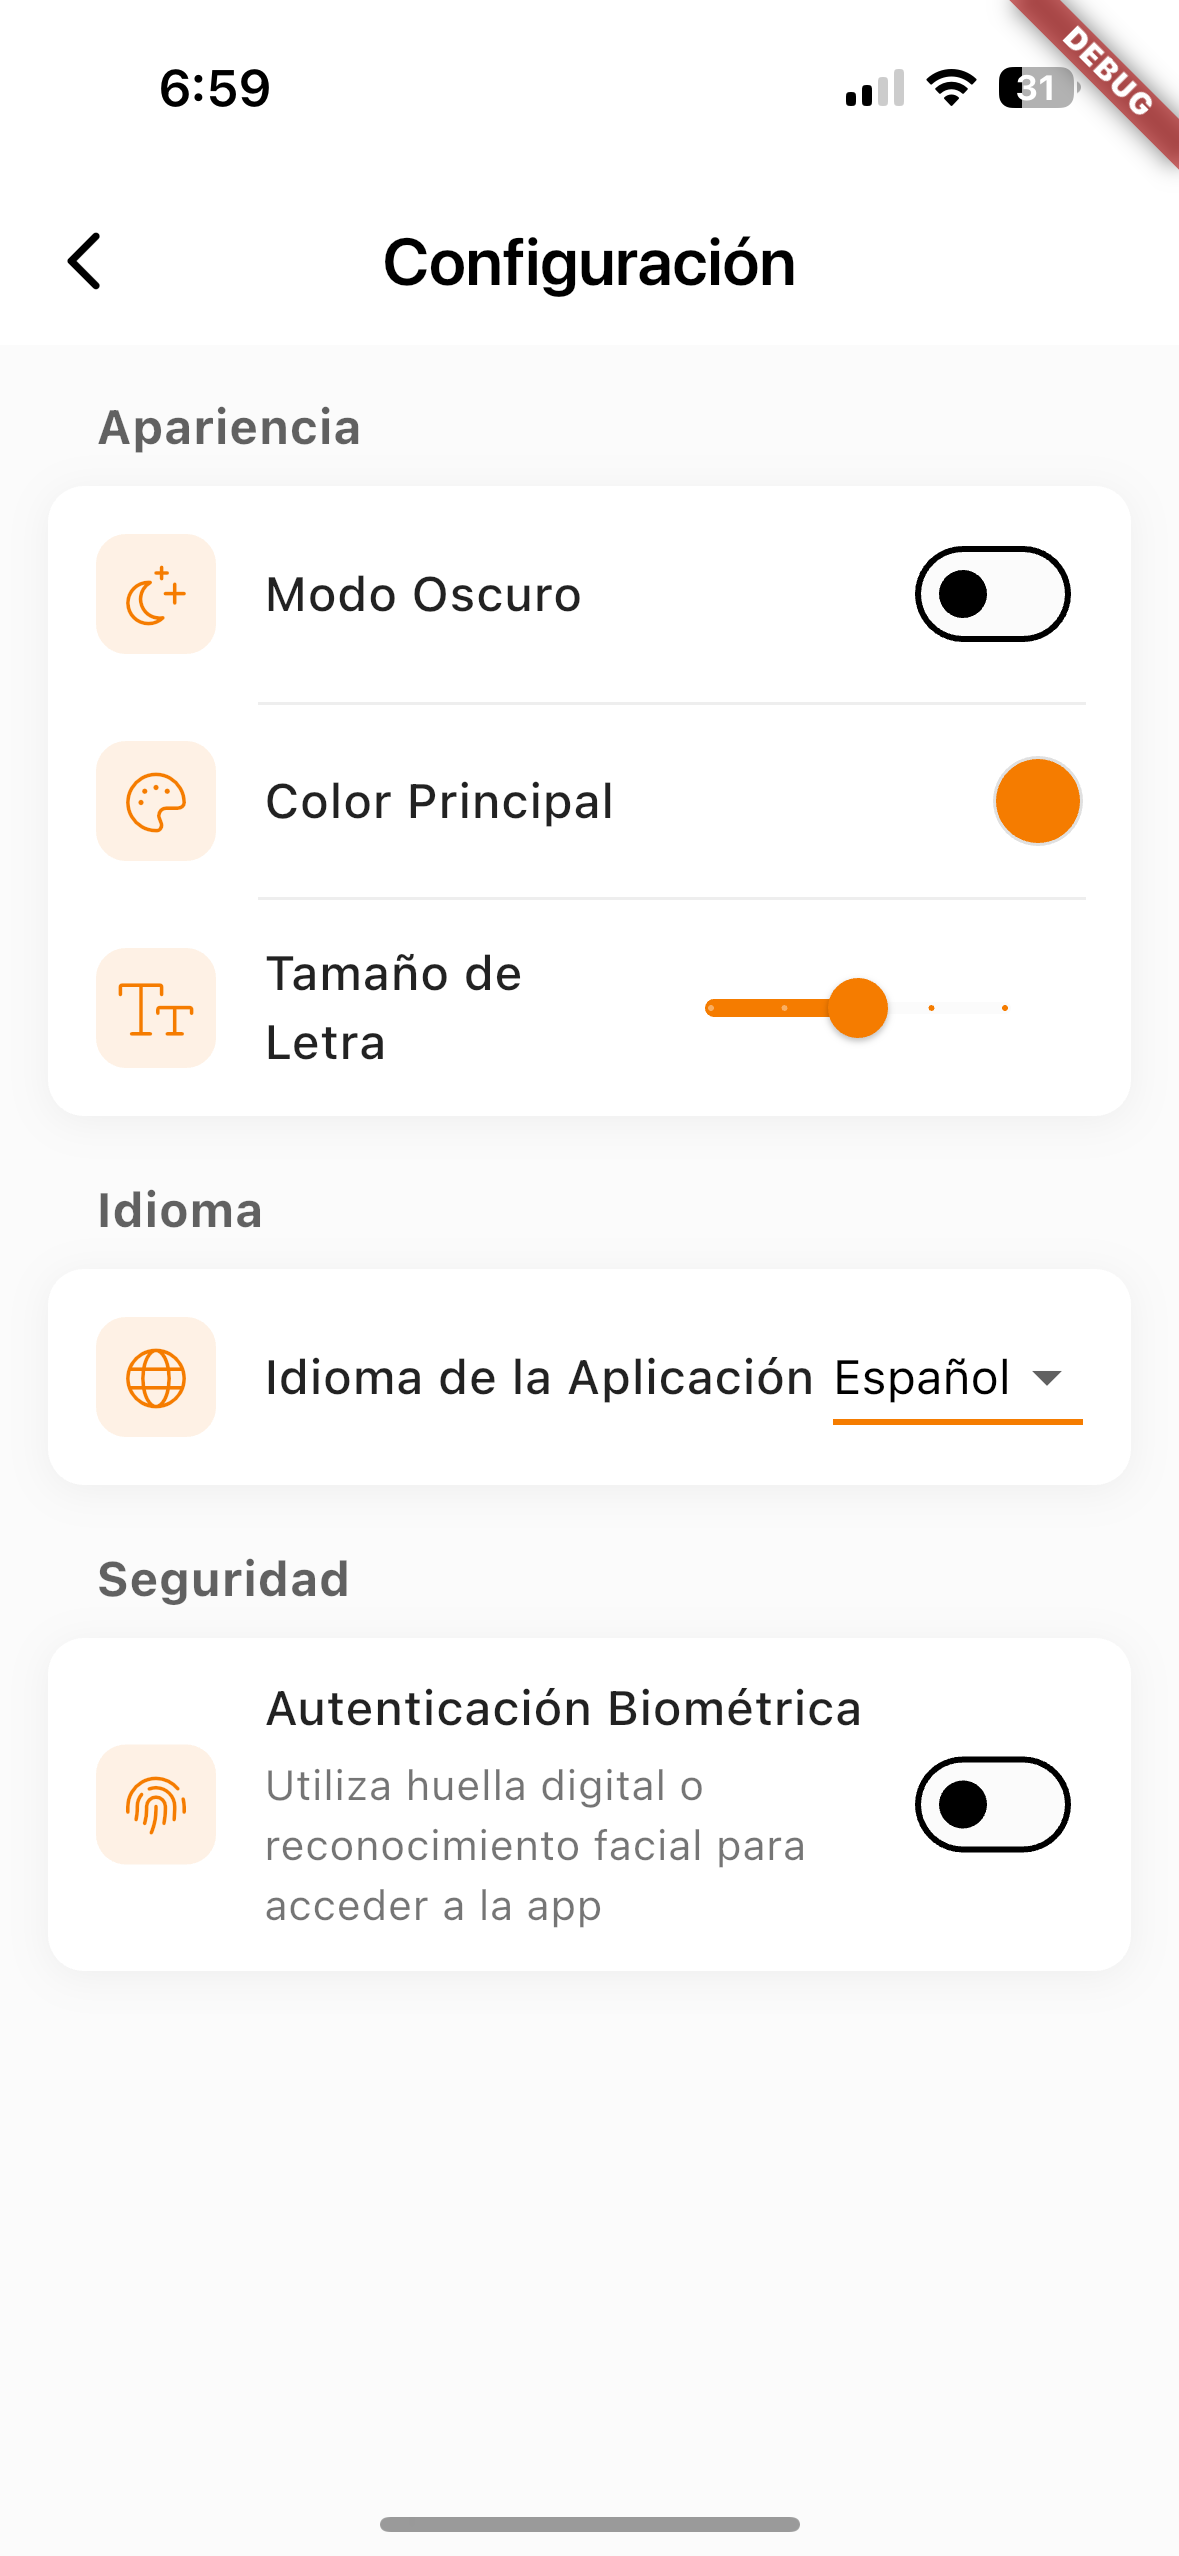 6:59
31
DEBUG
Configuración
Apariencia
Modo Oscuro
Color Principal
Tamaño de
Letra
Idioma
Idioma de la Aplicación Español
Seguridad
Autenticación Biométrica
Utiliza huella digital o
reconocimiento facial para
acceder a la app